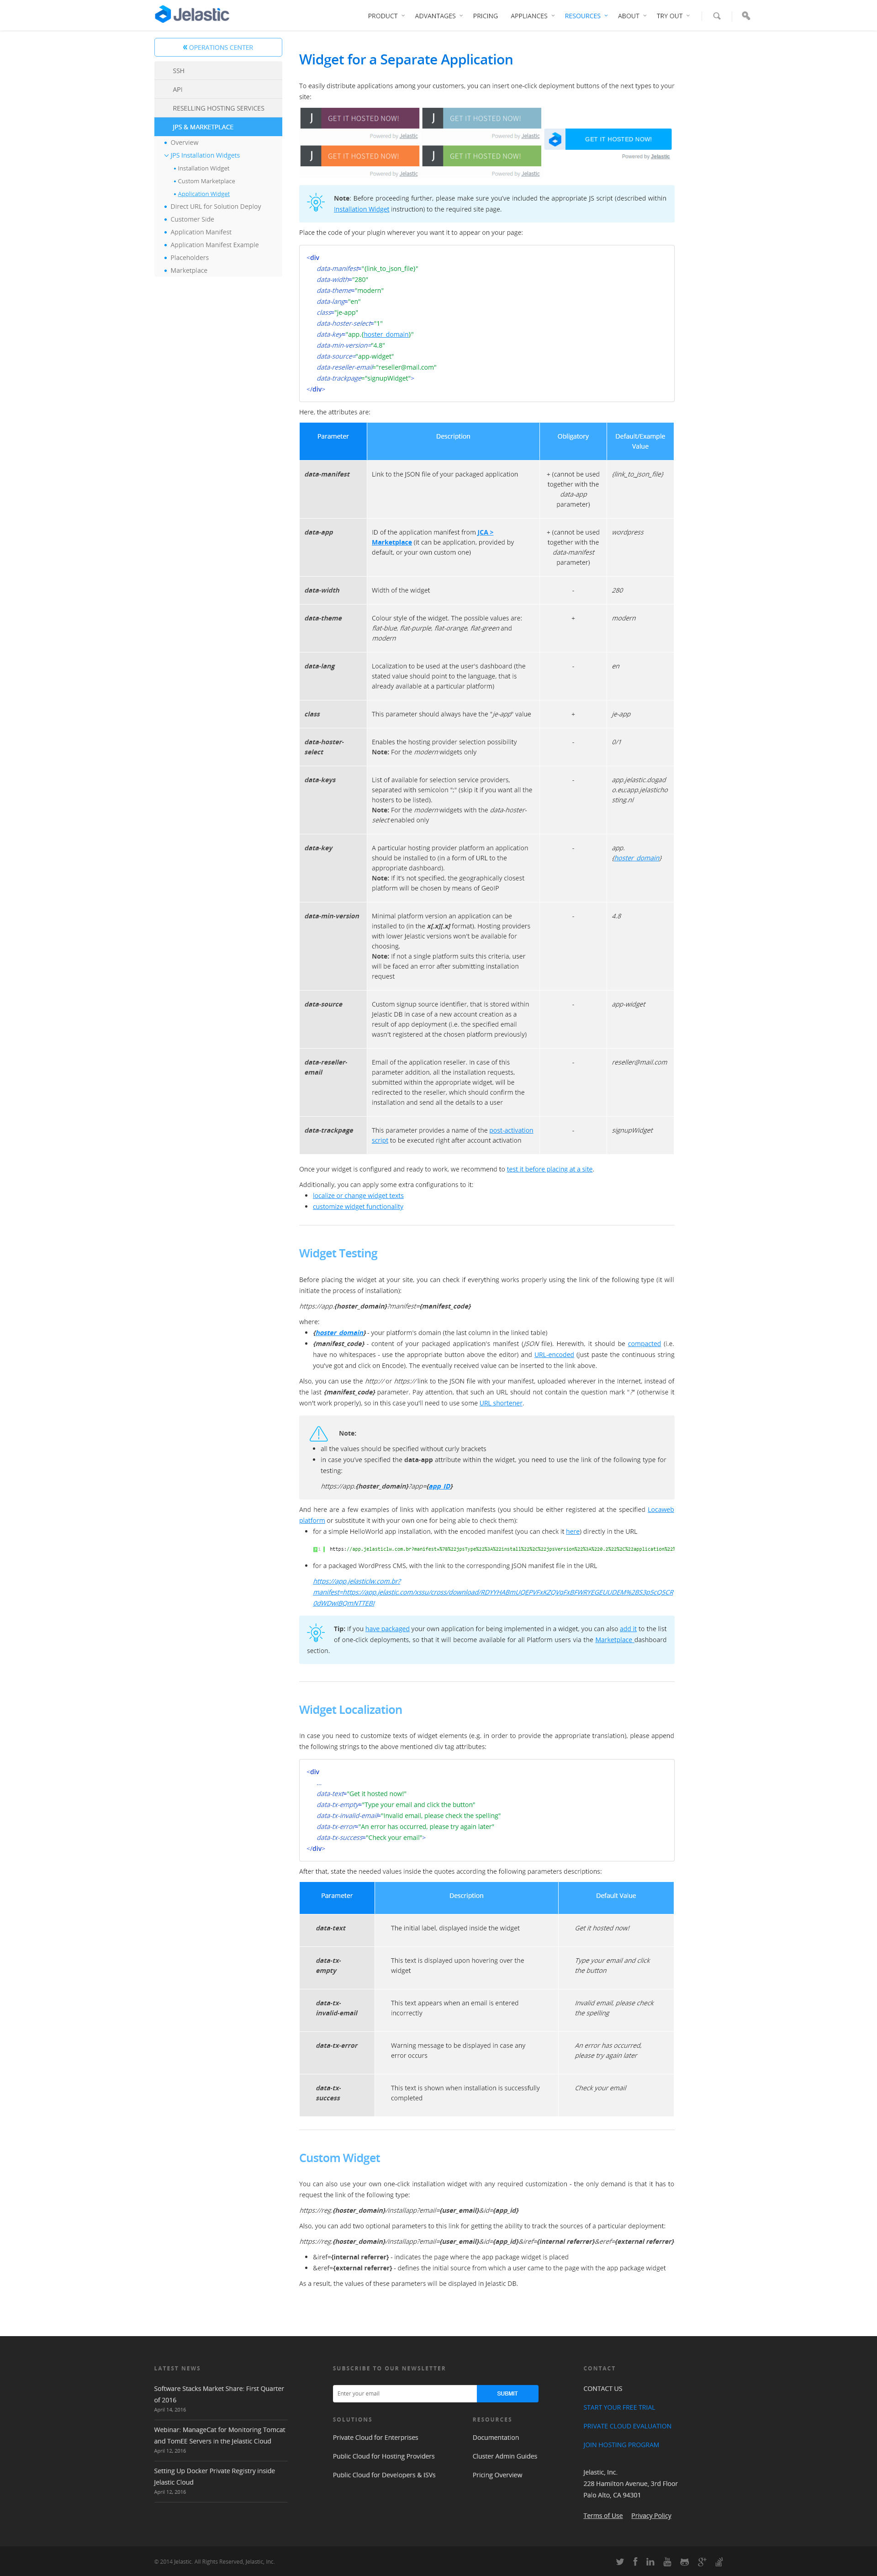 Jelastic
PRODUCT
ADVANTAGES
PRICING
APPLIANCES
RESOURCES
ABOUT
TRY OUT
« OPERATIONS CENTER
SSH
API
RESELLING HOSTING SERVICES
JPS & MARKETPLACE
Overview
JPS Installation Widgets
Installation Widget
Custom Marketplace
Application Widget
Direct URL for Solution Deploy
Customer Side
Application Manifest
Application Manifest Example
Placeholders
Marketplace
Widget for a Separate Application
To easily distribute applications among your customers, you can insert one-click deployment buttons of the next types to your
site:
J GET IT HOSTED NOW!
Powered by Jelastic
J GET IT HOSTED NOW!
Powered by Jelastic
GET IT HOSTED NOW!
Powered by Jelastic
J GET IT HOSTED NOW!
Powered by Jelastic
J GET IT HOSTED NOW!
Powered by Jelastic
Note: Before proceeding further, please make sure you've included the appropriate JS script (described within
Installation Widget instruction) to the required site page.
Place the code of your plugin wherever you want it to appear on your page:
<div
data-manifest="{link_to_json_file}"
data-width="280"
data-theme="modern"
data-lang="en"
class="je-app"
data-hoster-select="1"
data-key="app.{hoster_domain}"
data-min-version="4.8"
data-source="app-widget"
data-reseller-email="reseller@mail.com"
data-trackpage="signupWidget">
</div>
Here, the attributes are:
Parameter
Description
Obligatory
Default/Example
Value
data-manifest
Link to the JSON file of your packaged application
+ (cannot be used
together with the
data-app
parameter)
{link_to_json_file}
data-app
ID of the application manifest from JCA >
Marketplace (it can be application, provided by
default, or your own custom one)
+ (cannot be used
together with the
data-manifest
parameter)
wordpress
data-width
Width of the widget
-
280
data-theme
Colour style of the widget. The possible values are:
flat-blue, flat-purple, flat-orange, flat-green and
modern
+
modern
data-lang
Localization to be used at the user's dashboard (the
stated value should point to the language, that is
already available at a particular platform)
-
en
class
This parameter should always have the "je-app" value
+
je-app
data-hoster-
select
Enables the hosting provider selection possibility
Note: For the modern widgets only
-
0/1
data-keys
List of available for selection service providers,
separated with semicolon ";" (skip it if you want all the
hosters to be listed).
Note: For the modern widgets with the data-hoster-
select enabled only
-
app.jelastic.dogad
o.eu;app.jelasticho
sting.nl
data-key
A particular hosting provider platform an application
should be installed to (in a form of URL to the
appropriate dashboard).
Note: If it's not specified, the geographically closest
platform will be chosen by means of GeoIP
-
app.
{hoster_domain}
data-min-version
Minimal platform version an application can be
installed to (in the x[.x][.x] format). Hosting providers
with lower Jelastic versions won't be available for
choosing.
Note: If not a single platform suits this criteria, user
will be faced an error after submitting installation
request
-
4.8
data-source
Custom signup source identifier, that is stored within
Jelastic DB in case of a new account creation as a
result of app deployment (i.e. the specified email
wasn't registered at the chosen platform previously)
-
app-widget
data-reseller-
email
Email of the application reseller. In case of this
parameter addition, all the installation requests,
submitted within the appropriate widget, will be
redirected to the reseller, which should confirm the
installation and send all the details to a user
-
reseller@mail.com
data-trackpage
This parameter provides a name of the post-activation
script to be executed right after account activation
-
signupWidget
Once your widget is configured and ready to work, we recommend to test it before placing at a site.
Additionally, you can apply some extra configurations to it:
localize or change widget texts
customize widget functionality
Widget Testing
Before placing the widget at your site, you can check if everything works properly using the link of the following type (it will
initiate the process of installation):
https://app.{hoster_domain}?manifest={manifest_code}
where:
{hoster_domain} - your platform's domain (the last column in the linked table)
{manifest_code} - content of your packaged application's manifest (JSON file). Herewith, it should be compacted (i.e.
have no whitespaces - use the appropriate button above the editor) and URL-encoded (just paste the continuous string
you've got and click on Encode). The eventually received value can be inserted to the link above.
Also, you can use the http:// or https:// link to the JSON file with your manifest, uploaded wherever in the Internet, instead of
the last {manifest_code} parameter. Pay attention, that such an URL should not contain the question mark "?" (otherwise it
won't work properly), so in this case you'll need to use some URL shortener.
Note:
all the values should be specified without curly brackets
in case you've specified the data-app attribute within the widget, you need to use the link of the following type for
testing:
https://app.{hoster_domain}?app={app_ID}
And here are a few examples of links with application manifests (you should be either registered at the specified Locaweb
platform or substitute it with your own one for being able to check them):
for a simple HelloWorld app installation, with the encoded manifest (you can check it here) directly in the URL
https://app.jelasticlw.com.br?manifest=%7B%22jpsType%22%3A%22install%22%2C%22jpsVersion%22%3A%220.2%22%2C%22application%22%
for a packaged WordPress CMS, with the link to the corresponding JSON manifest file in the URL
https://app.jelasticlw.com.br?
Tip: If you have packaged your own application for being implemented in a widget, you can also add it to the list
of one-click deployments, so that it will become available for all Platform users via the Marketplace dashboard
section.
Widget Localization
In case you need to customize texts of widget elements (e.g. in order to provide the appropriate translation), please append
the following strings to the above mentioned div tag attributes:
<div
...
data-text="Get it hosted now!"
data-tx-empty="Type your email and click the button"
data-tx-invalid-email="Invalid email, please check the spelling"
data-tx-error="An error has occurred, please try again later"
data-tx-success="Check your email">
</div>
After that, state the needed values inside the quotes according the following parameters descriptions:
Parameter
Description
Default Value
data-text
The initial label, displayed inside the widget
Get it hosted now!
data-tx-
empty
This text is displayed upon hovering over the
widget
Type your email and click
the button
data-tx-
invalid-email
This text appears when an email is entered
incorrectly
Invalid email, please check
the spelling
data-tx-error
Warning message to be displayed in case any
error occurs
An error has occurred,
please try again later
data-tx-
success
This text is shown when installation is successfully
completed
Check your email
Custom Widget
You can also use your own one-click installation widget with any required customization - the only demand is that it has to
request the link of the following type:
https://reg.{hoster_domain}/installapp?email={user_email}&id={app_id}
Also, you can add two optional parameters to this link for getting the ability to track the sources of a particular deployment:
https://reg.{hoster_domain}/installapp?email={user_email}&id={app_id}&iref={internal referrer}&eref={external referrer}
&iref={internal referrer} - indicates the page where the app package widget is placed
&eref={external referrer} - defines the initial source from which a user came to the page with the app package widget
As a result, the values of these parameters will be displayed in Jelastic DB.
LATEST NEWS
Software Stacks Market Share: First Quarter
of 2016
April 14, 2016
Webinar: ManageCat for Monitoring Tomcat
and TomEE Servers in the Jelastic Cloud
April 12, 2016
Setting Up Docker Private Registry inside
Jelastic Cloud
April 12, 2016
SUBSCRIBE TO OUR NEWSLETTER
Enter your email
SUBMIT
SOLUTIONS
Private Cloud for Enterprises
Public Cloud for Hosting Providers
Public Cloud for Developers & ISVs
RESOURCES
Documentation
Cluster Admin Guides
Pricing Overview
CONTACT
CONTACT US
START YOUR FREE TRIAL
PRIVATE CLOUD EVALUATION
JOIN HOSTING PROGRAM
Jelastic, Inc.
228 Hamilton Avenue, 3rd Floor
Palo Alto, CA 94301
Terms of Use
Privacy Policy
© 2014 Jelastic. All Rights Reserved, Jelastic, Inc